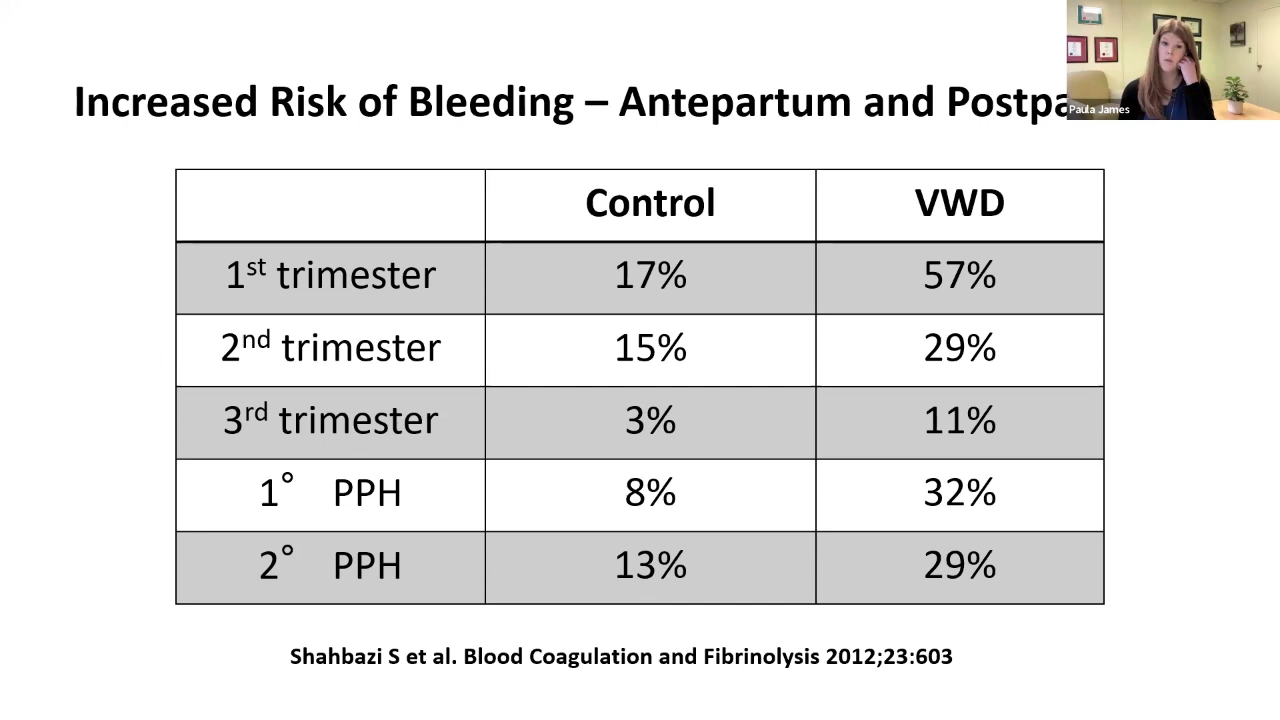 Increased Risk of Bleeding – Antepartum and
Paula James
Control VWD
1st trimester 17% 57%
2nd trimester 15% 29%
3rd trimester 3% 11%
1° PPH 8% 32%
2° PPH 13% 29%
Shahbazi S et al. Blood Coagulation and Fibrinolysis 2012;23:603